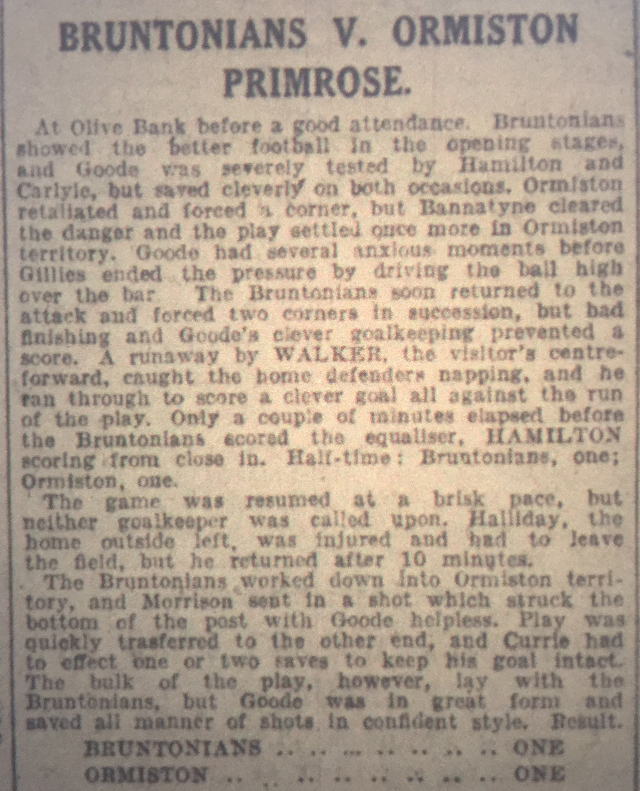 BRUNTONIANS V. ORMISTON
PRIMROSE.
At Olive Bank before a good attendance. Bruntonians
showed the better football in the opening stages,
and Goode was severely tested by Hamilton and
Carlyle, but saved cleverly on both occasions. Ormiston
retaliated and forced a corner, but Bannatyne cleared
the danger and the play settled once more in Ormiston
territory. Goode had several anxious moments before
Gillies ended the pressure by driving the ball high
over the bar. The Bruntonians soon returned to the
attack and forced two corners in succession, but bad
finishing and Goode's clever goalkeeping prevented a
score. A runaway by WALKER, the visitor's centre-
forward, caught the home defenders napping, and he
ran through to score a clever goal all against the run
of the play. Only a couple of minutes elapsed before
the Bruntonians scored the equaliser, HAMILTON
scoring from close in. Half-time: Bruntonians, one;
Ormiston, one.
The game was resumed at a brisk pace, but
neither goalkeeper was called upon. Halliday, the
home outside left, was injured and had to leave
the field, but he returned after 10 minutes.
The Bruntonians worked down into Ormiston terri-
tory, and Morrison sent in a shot which struck the
bottom of the post with Goode helpless. Play was
quickly trasferred to the other end, and Currie had
to effect one or two saves to keep his goal intact.
The bulk of the play, however, lay with the
Bruntonians, but Goode was in great form and
saved all manner of shots in confident style. Result.
BRUNTONIANS .. .. ... .. .. .. .. ONE
ORMISTON .. .. .. .. .. .. .. .. ONE